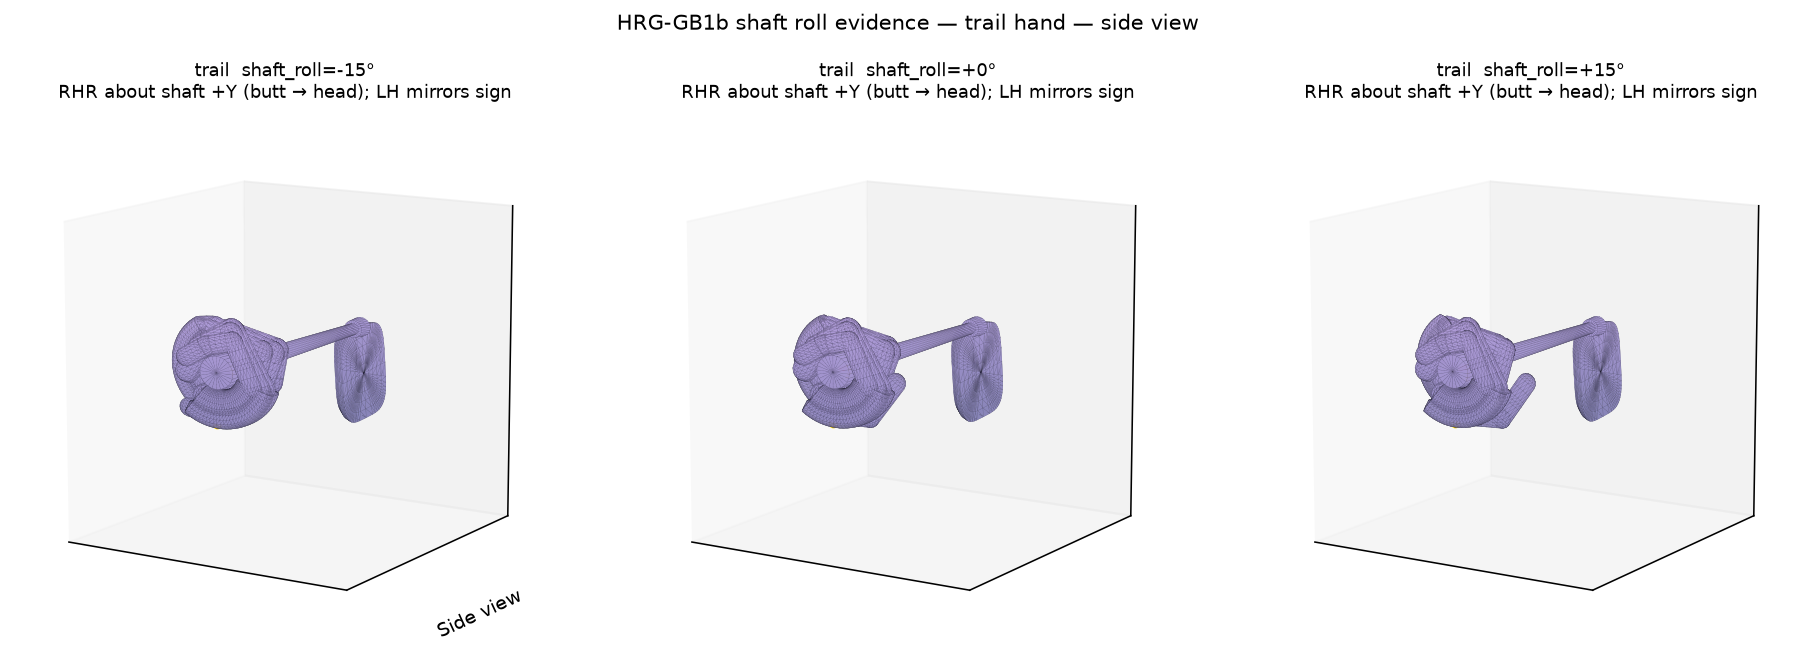 HRG-GB1b shaft roll evidence — trail hand — side view
trail  shaft_roll=-15°
RHR about shaft +Y (butt → head); LH mirrors sign
trail  shaft_roll=+0°
RHR about shaft +Y (butt → head); LH mirrors sign
trail  shaft_roll=+15°
RHR about shaft +Y (butt → head); LH mirrors sign
Side view